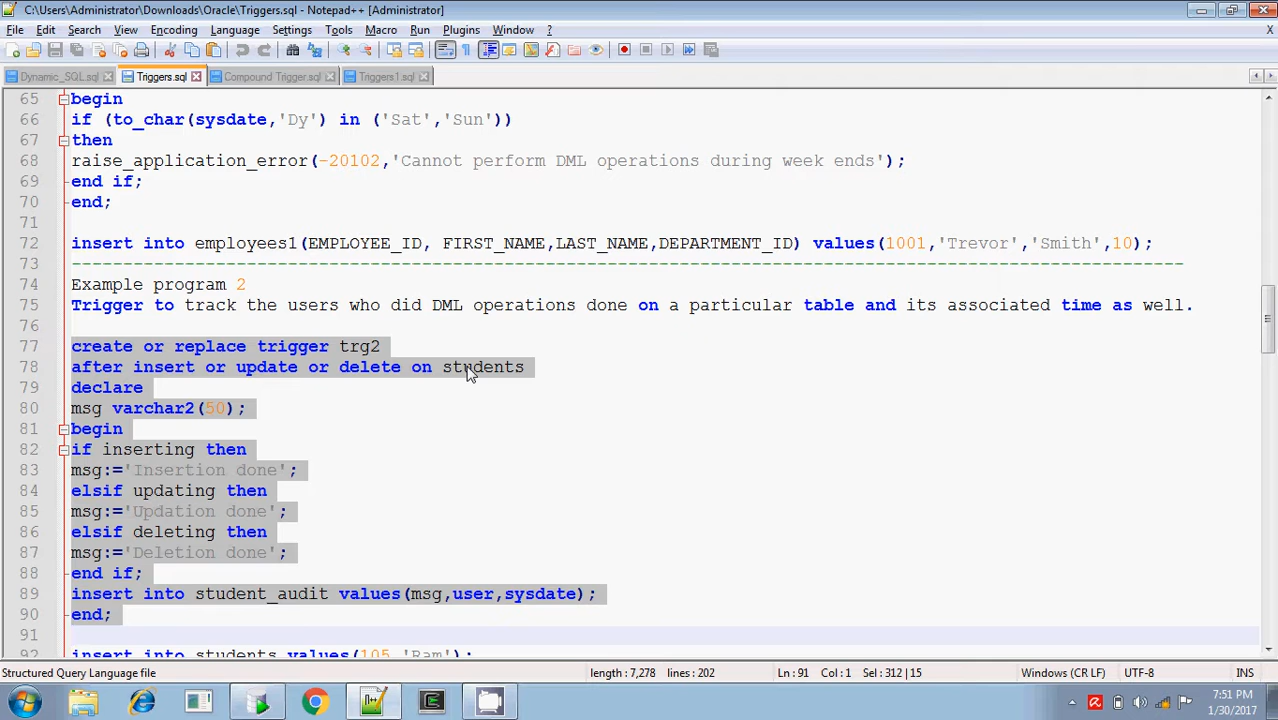 C:\Users\Administrator\Downloads\Oracle\Triggers.sql - Notepad++ [Administrator]
File Edit Search View Encoding Language Settings Tools Macro Run Plugins Window ? X
Dynamic_SQL.sql Triggers.sql Compound Trigger.sql Triggers1.sql
65 begin
66 if (to_char(sysdate,'Dy') in ('Sat','Sun'))
67 then
68 raise_application_error(-20102,'Cannot perform DML operations during week ends');
69 end if;
70 end;
71
72 insert into employees1(EMPLOYEE_ID, FIRST_NAME,LAST_NAME,DEPARTMENT_ID) values(1001,'Trevor','Smith',10);
73 ------------------------------------------------------------------------------------------------------------
74 Example program 2
75 Trigger to track the users who did DML operations done on a particular table and its associated time as well.
76
77 create or replace trigger trg2
78 after insert or update or delete on students
79 declare
80 msg varchar2(50);
81 begin
82 if inserting then
83 msg:='Insertion done';
84 elsif updating then
85 msg:='Updation done';
86 elsif deleting then
87 msg:='Deletion done';
88 end if;
89 insert into student_audit values(msg,user,sysdate);
90 end;
91
92 insert into students values(105,'Ram');
Structured Query Language file length : 7,278 lines : 202 Ln : 91 Col : 1 Sel : 312 | 15 Windows (CR LF) UTF-8 INS
7:51 PM
1/30/2017